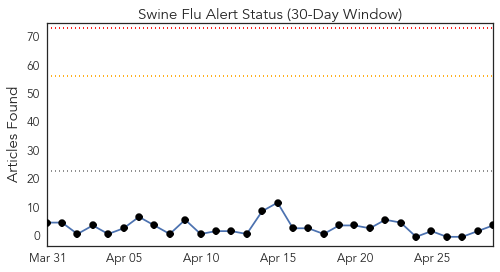 Swine Flu Alert Status (30-Day Window)
70
60
50
40
30
20
10
0
Articles Found
Mar 31
Apr 05
Apr 10
Apr 15
Apr 20
Apr 25